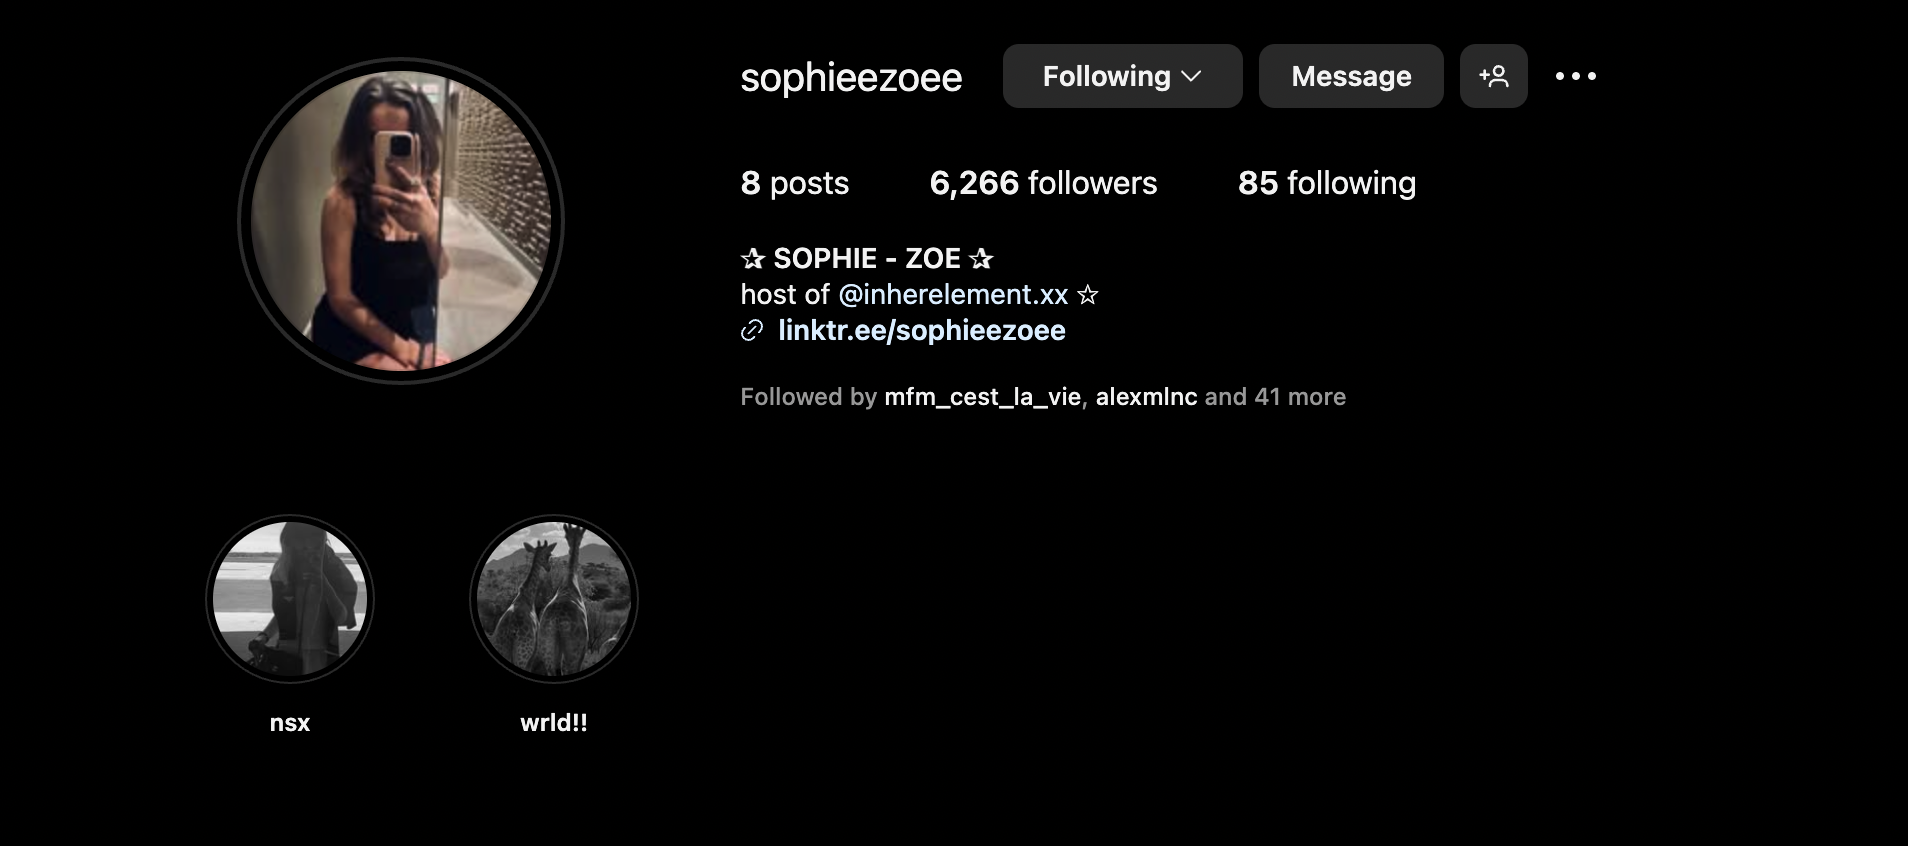 sophieezoee Following Message
8 posts 6,266 followers 85 following
✰ SOPHIE - ZOE ✰
host of @inherelement.xx ☆
linktr.ee/sophieezoee
Followed by mfm_cest_la_vie, alexmlnc and 41 more
nsx wrld!!